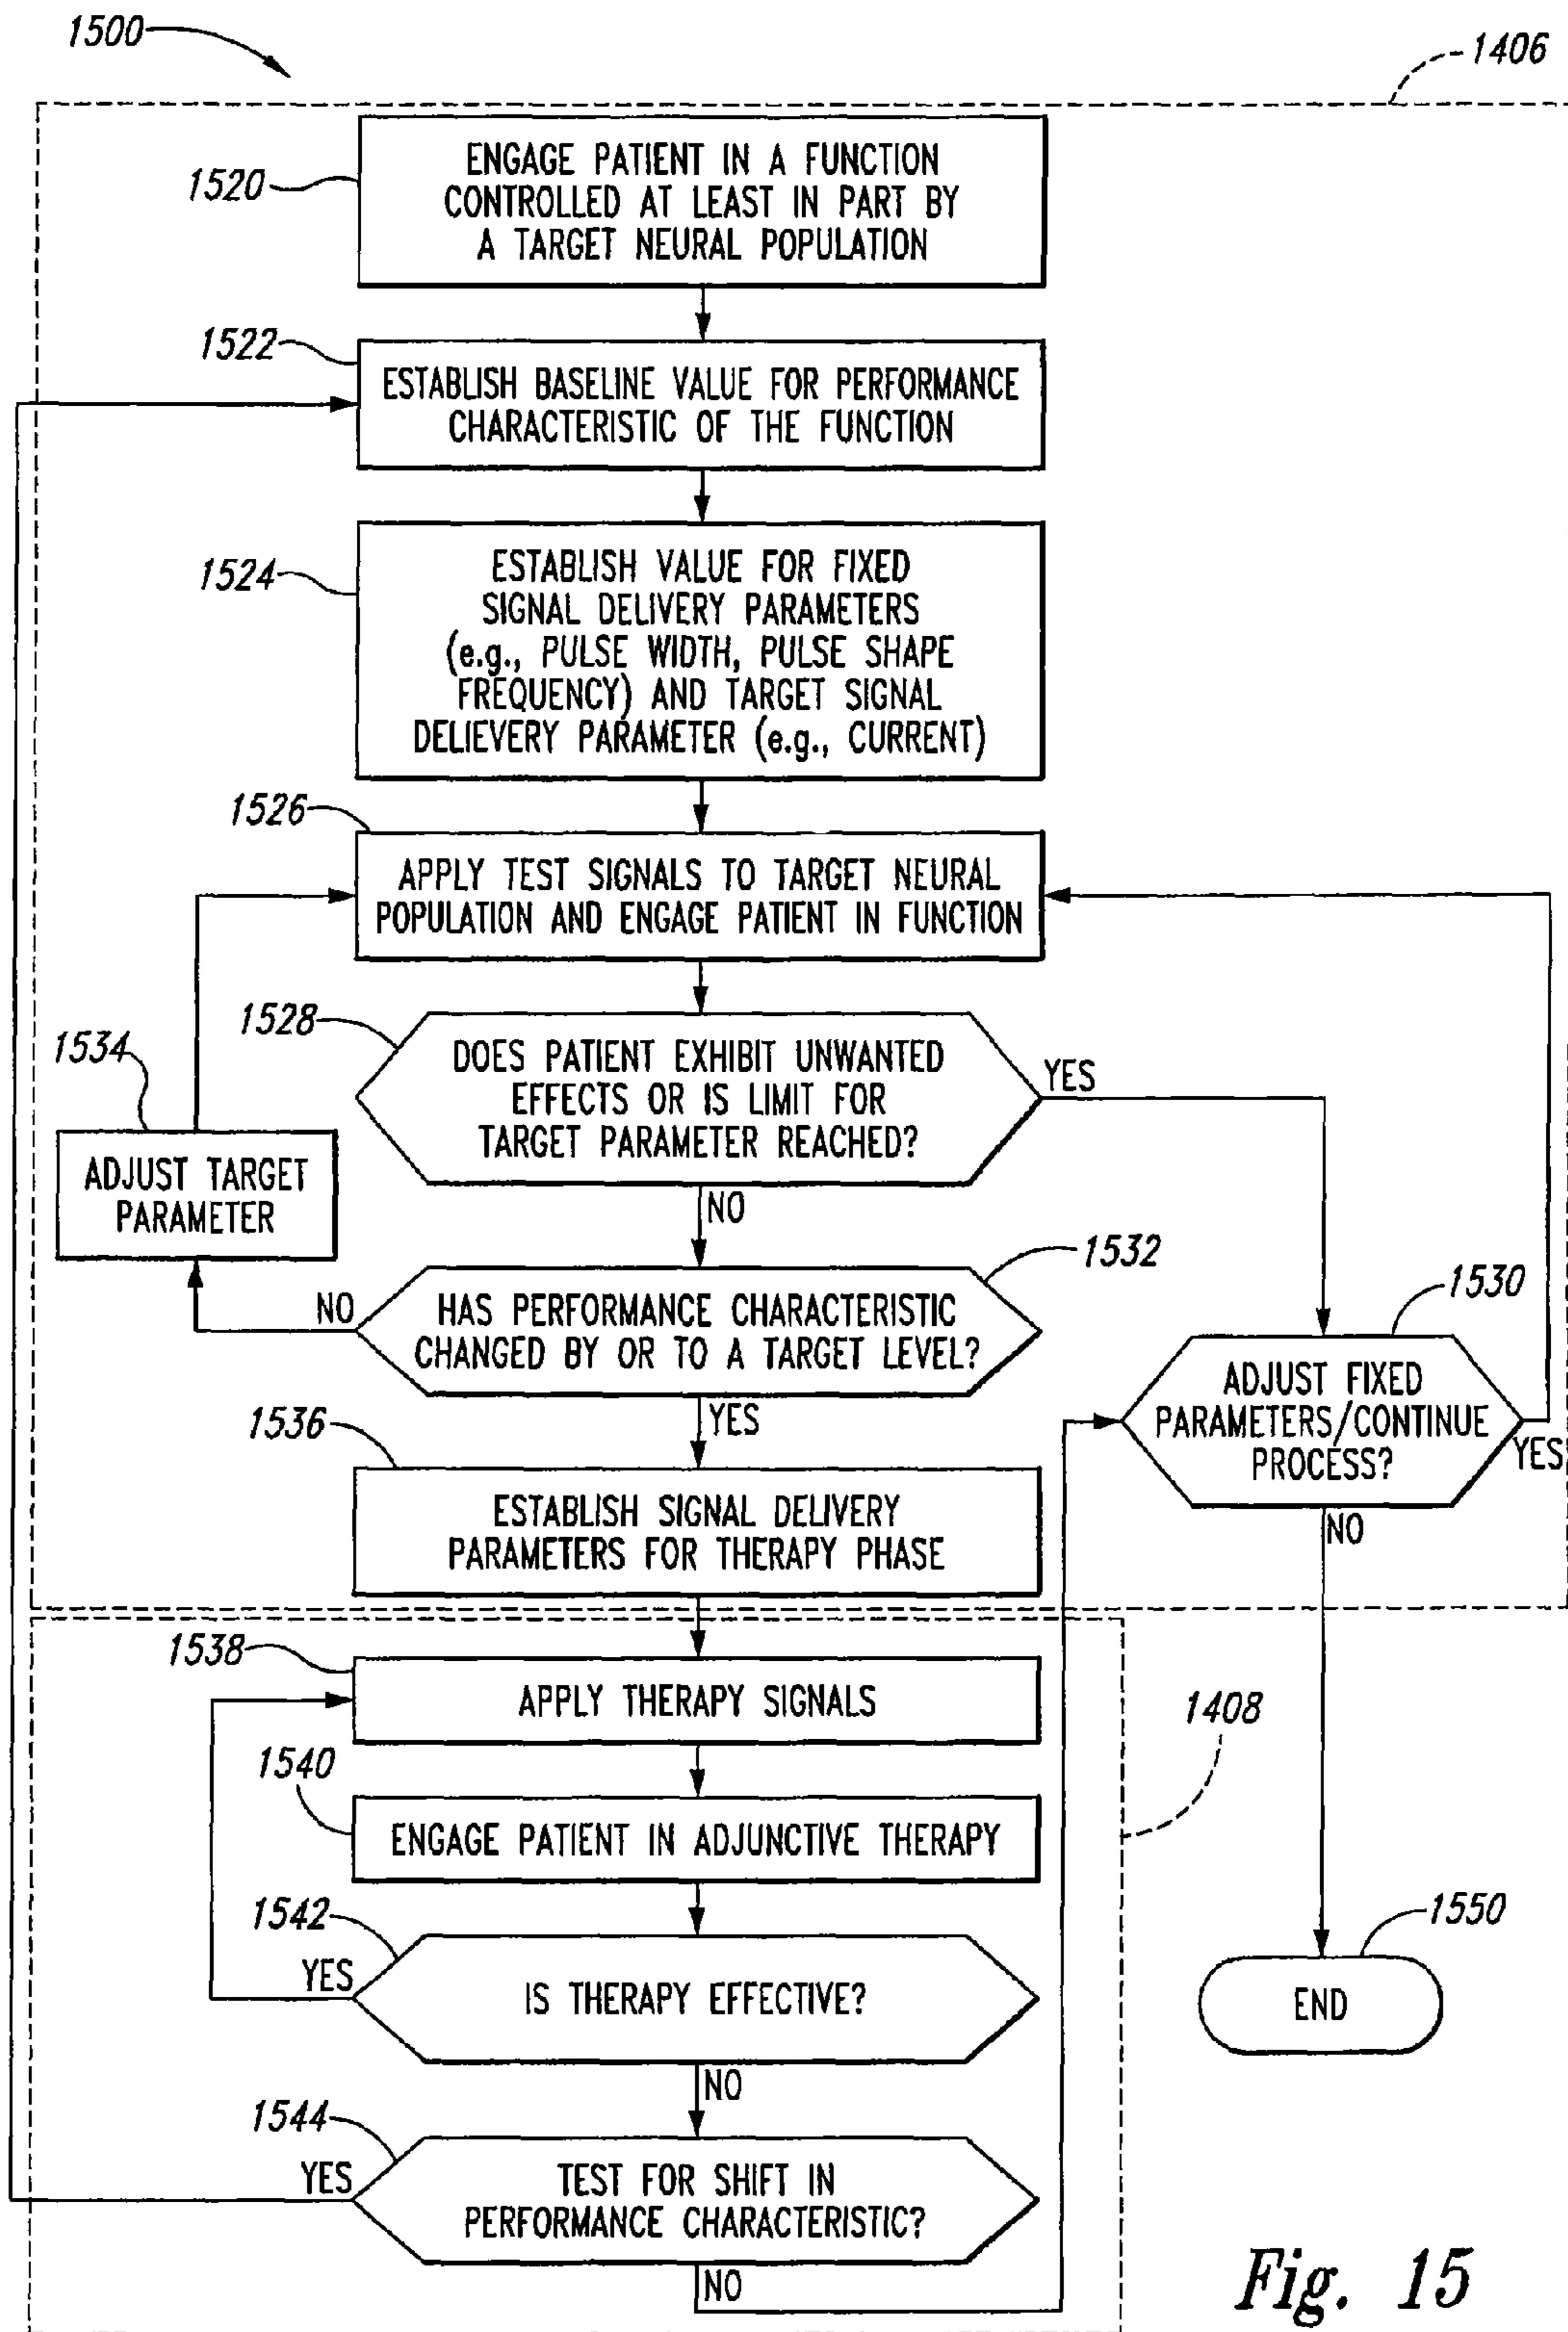 1500
1406
1520
ENGAGE PATIENT IN A FUNCTION
CONTROLLED AT LEAST IN PART BY
A TARGET NEURAL POPULATION
1522
ESTABLISH BASELINE VALUE FOR PERFORMANCE
CHARACTERISTIC OF THE FUNCTION
1524
ESTABLISH VALUE FOR FIXED
SIGNAL DELIVERY PARAMETERS
(e.g., PULSE WIDTH, PULSE SHAPE
FREQUENCY) AND TARGET SIGNAL
DELIEVERY PARAMETER (e.g., CURRENT)
1526
APPLY TEST SIGNALS TO TARGET NEURAL
POPULATION AND ENGAGE PATIENT IN FUNCTION
1528
DOES PATIENT EXHIBIT UNWANTED
EFFECTS OR IS LIMIT FOR
TARGET PARAMETER REACHED?
YES
NO
1534
ADJUST TARGET
PARAMETER
1532
HAS PERFORMANCE CHARACTERISTIC
CHANGED BY OR TO A TARGET LEVEL?
NO
YES
1530
ADJUST FIXED
PARAMETERS/CONTINUE
PROCESS?
YES
NO
1536
ESTABLISH SIGNAL DELIVERY
PARAMETERS FOR THERAPY PHASE
1538
APPLY THERAPY SIGNALS
1408
1540
ENGAGE PATIENT IN ADJUNCTIVE THERAPY
1542
IS THERAPY EFFECTIVE?
YES
NO
1550
END
1544
TEST FOR SHIFT IN
PERFORMANCE CHARACTERISTIC?
YES
NO
Fig. 15